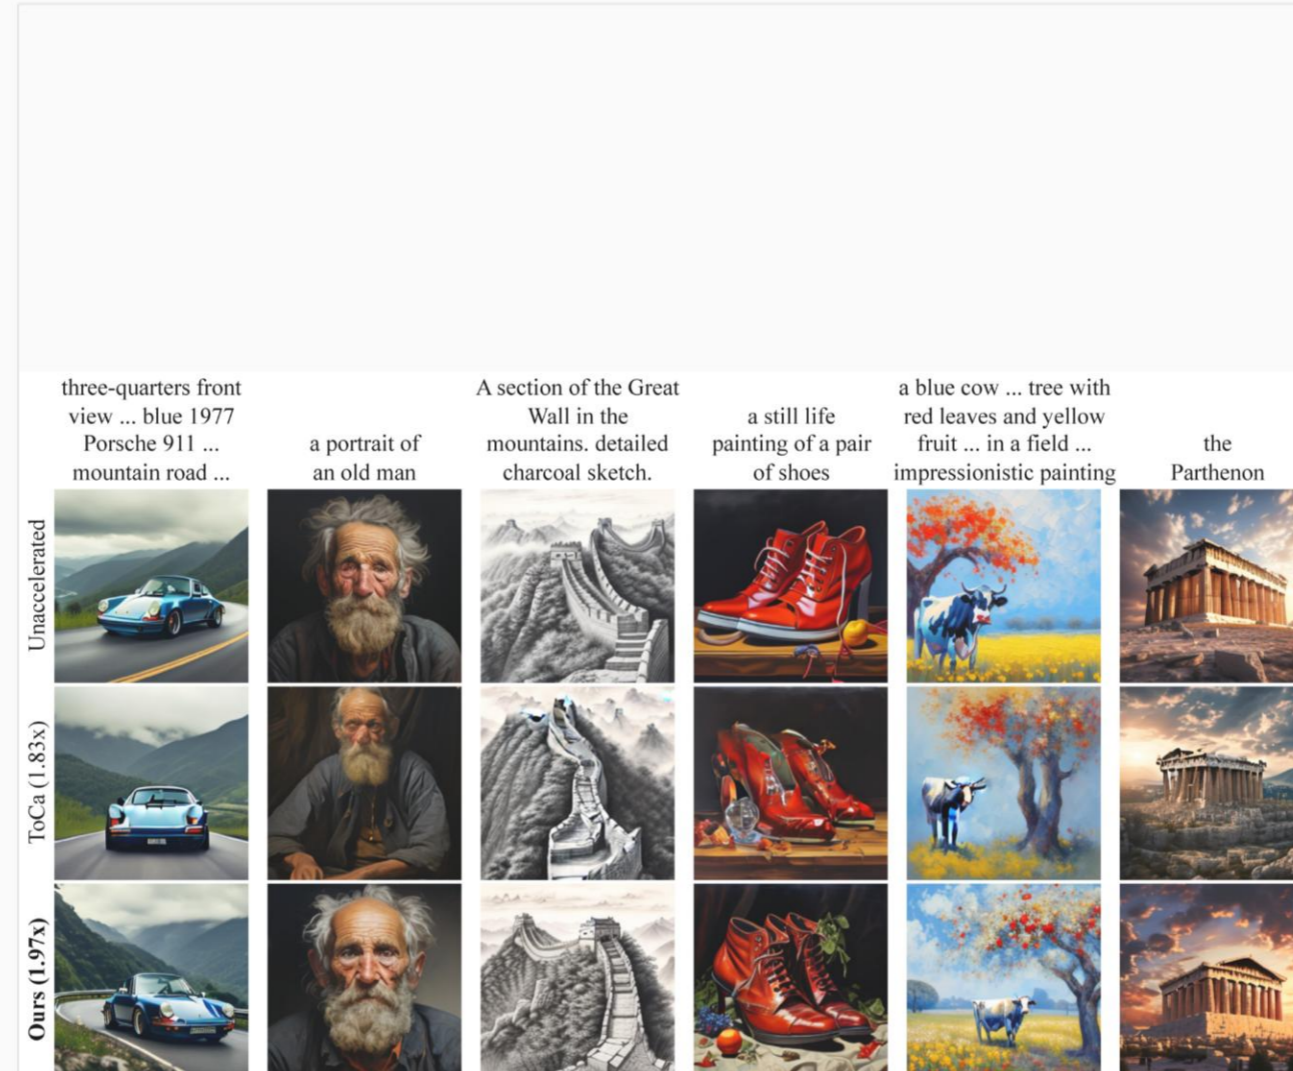 three-quarters front
view ... blue 1977
Porsche 911 ...
mountain road ...
a portrait of
an old man
A section of the Great
Wall in the
mountains. detailed
charcoal sketch.
a still life
painting of a pair
of shoes
a blue cow ... tree with
red leaves and yellow
fruit ... in a field ...
impressionistic painting
the
Parthenon
Unaccelerated
ToCa (1.83x)
Ours (1.97x)